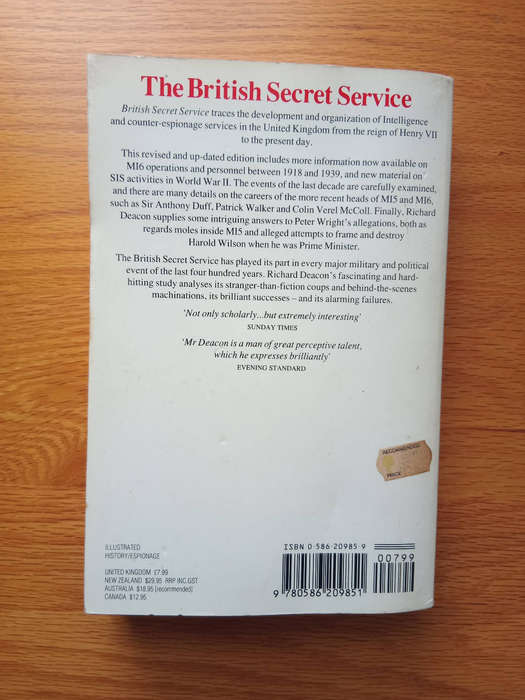 The British Secret Service
British Secret Service traces the development and organization of Intelligence
and counter-espionage services in the United Kingdom from the reign of Henry VII
to the present day.
This revised and up-dated edition includes more information now available on
MI6 operations and personnel between 1918 and 1939, and new material on
SIS activities in World War II. The events of the last decade are carefully examined,
and there are many details on the careers of the more recent heads of MI5 and MI6,
such as Sir Anthony Duff, Patrick Walker and Colin Verel McColl. Finally, Richard
Deacon supplies some intriguing answers to Peter Wright's allegations, both as
regards moles inside MI5 and alleged attempts to frame and destroy
Harold Wilson when he was Prime Minister.
The British Secret Service has played its part in every major military and political
event of the last four hundred years. Richard Deacon's fascinating and hard-
hitting study analyses its stranger-than-fiction coups and behind-the-scenes
machinations, its brilliant successes – and its alarming failures.
'Not only scholarly...but extremely interesting'
SUNDAY TIMES
'Mr Deacon is a man of great perceptive talent,
which he expresses brilliantly'
EVENING STANDARD
RECOMMENDED
PRICE
ILLUSTRATED
HISTORY/ESPIONAGE
UNITED KINGDOM £7.99
NEW ZEALAND $29.95 RRP INC.GST
AUSTRALIA $18.95 (recommended)
CANADA $12.95
ISBN 0-586-20985-9
00799
9 780586 209851